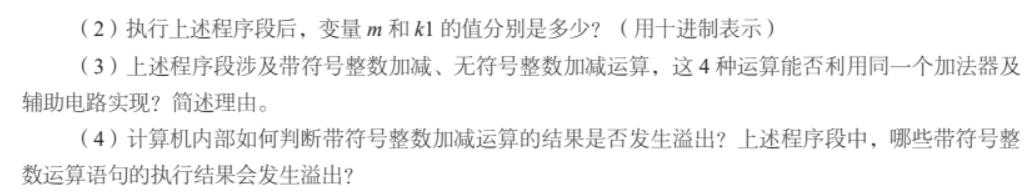 （2）执行上述程序段后，变量 m 和 k1 的值分别是多少？（用十进制表示）
（3）上述程序段涉及带符号整数加减、无符号整数加减运算，这 4 种运算能否利用同一个加法器及
辅助电路实现？简述理由。
（4）计算机内部如何判断带符号整数加减运算的结果是否发生溢出？上述程序段中，哪些带符号整
数运算语句的执行结果会发生溢出？